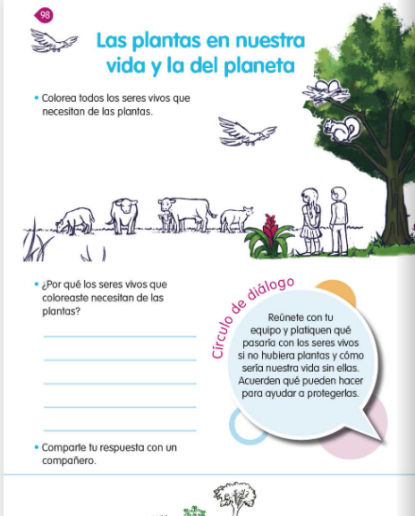 98
Las plantas en nuestra
vida y la del planeta
• Colorea todos los seres vivos que
necesitan de las plantas.
• ¿Por qué los seres vivos que
coloreaste necesitan de las
plantas?
Círculo de diálogo
Reúnete con tu
equipo y platiquen qué
pasaría con los seres vivos
si no hubiera plantas y cómo
sería nuestra vida sin ellas.
Acuerden qué pueden hacer
para ayudar a protegerlas.
• Comparte tu respuesta con un
compañero.